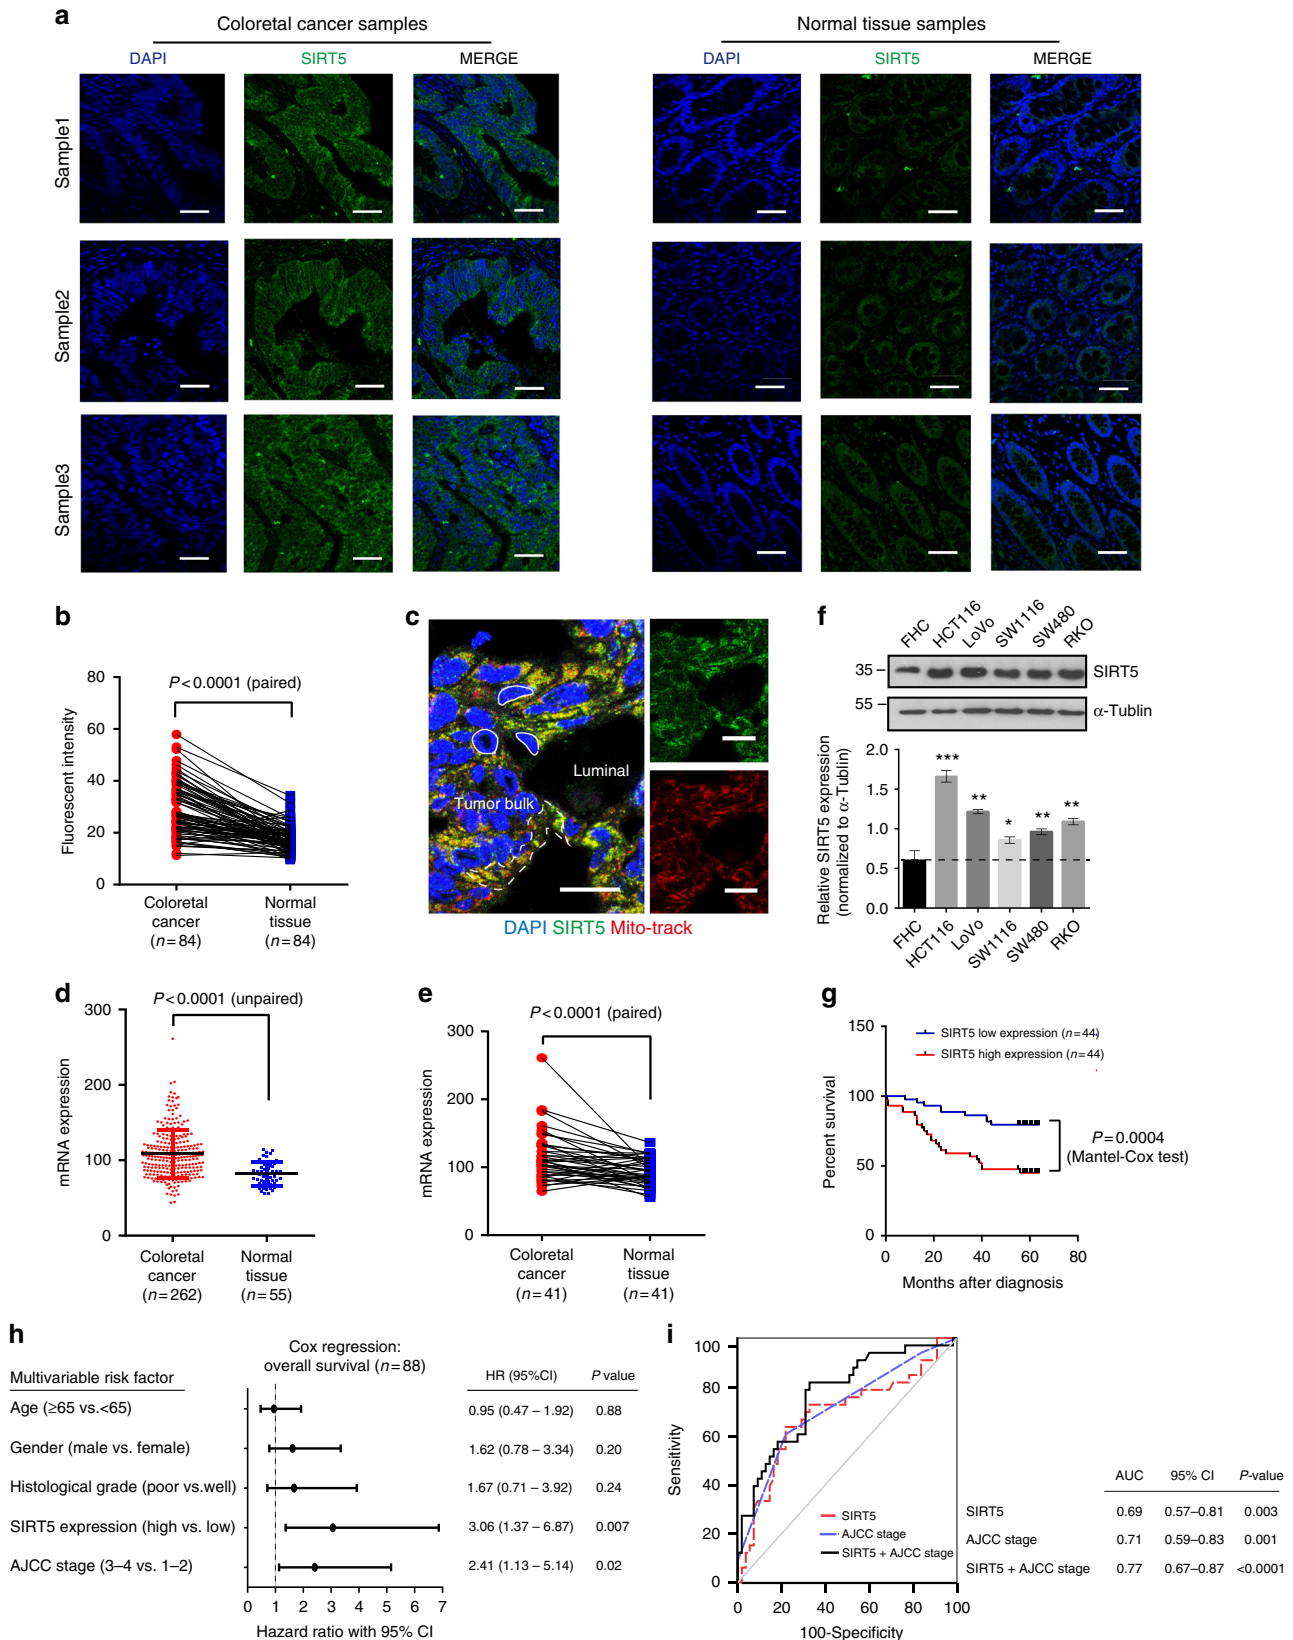 a
Coloretal cancer samples
Normal tissue samples
DAPI SIRT5 MERGE
DAPI SIRT5 MERGE
Sample1
Sample2
Sample3
b
P < 0.0001 (paired)
Fluorescent intensity
80
60
40
20
0
Coloretal cancer (n = 84)
Normal tissue (n = 84)
c
Luminal
Tumor bulk
DAPI SIRT5 Mito-track
f
FHC HCT116 LoVo SW1116 SW480 RKO
35 – SIRT5
55 – α-Tublin
Relative SIRT5 expression (normalized to α-Tublin)
2.0
1.5
1.0
0.5
0.0
*** ** * ** **
FHC HCT116 LoVo SW1116 SW480 RKO
d
P < 0.0001 (unpaired)
mRNA expression
300
200
100
0
Coloretal cancer (n = 262)
Normal tissue (n = 55)
e
P < 0.0001 (paired)
mRNA expression
300
200
100
0
Coloretal cancer (n = 41)
Normal tissue (n = 41)
g
SIRT5 low expression (n = 44)
SIRT5 high expression (n = 44)
Percent survival
150
100
50
0
P = 0.0004
(Mantel-Cox test)
0 20 40 60 80
Months after diagnosis
h
Cox regression:
overall survival (n = 88)
Multivariable risk factor HR (95%CI) P value
Age (≥65 vs.<65) 0.95 (0.47 – 1.92) 0.88
Gender (male vs. female) 1.62 (0.78 – 3.34) 0.20
Histological grade (poor vs.well) 1.67 (0.71 – 3.92) 0.24
SIRT5 expression (high vs. low) 3.06 (1.37 – 6.87) 0.007
AJCC stage (3–4 vs. 1–2) 2.41 (1.13 – 5.14) 0.02
0 1 2 3 4 5 6 7
Hazard ratio with 95% CI
i
Sensitivity
100
80
60
40
20
0
SIRT5
AJCC stage
SIRT5 + AJCC stage
0 20 40 60 80 100
100-Specificity
AUC 95% CI P-value
SIRT5 0.69 0.57–0.81 0.003
AJCC stage 0.71 0.59–0.83 0.001
SIRT5 + AJCC stage 0.77 0.67–0.87 <0.0001